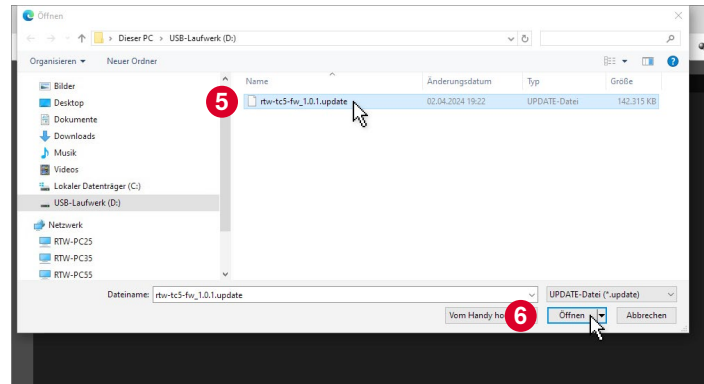 Öffnen
Dieser PC > USB-Laufwerk (D:)
Organisieren Neuer Ordner
Name Änderungsdatum Typ Größe
Bilder
5 rtw-tc5-fw_1.0.1.update 02.04.2024 19:22 UPDATE-Datei 142.315 KB
Desktop
Dokumente
Downloads
Musik
Videos
Lokaler Datenträger (C:)
USB-Laufwerk (D:)
Netzwerk
RTW-PC25
RTW-PC35
RTW-PC55
Dateiname: rtw-tc5-fw_1.0.1.update UPDATE-Datei (*.update)
Vom Handy 6 Öffnen Abbrechen